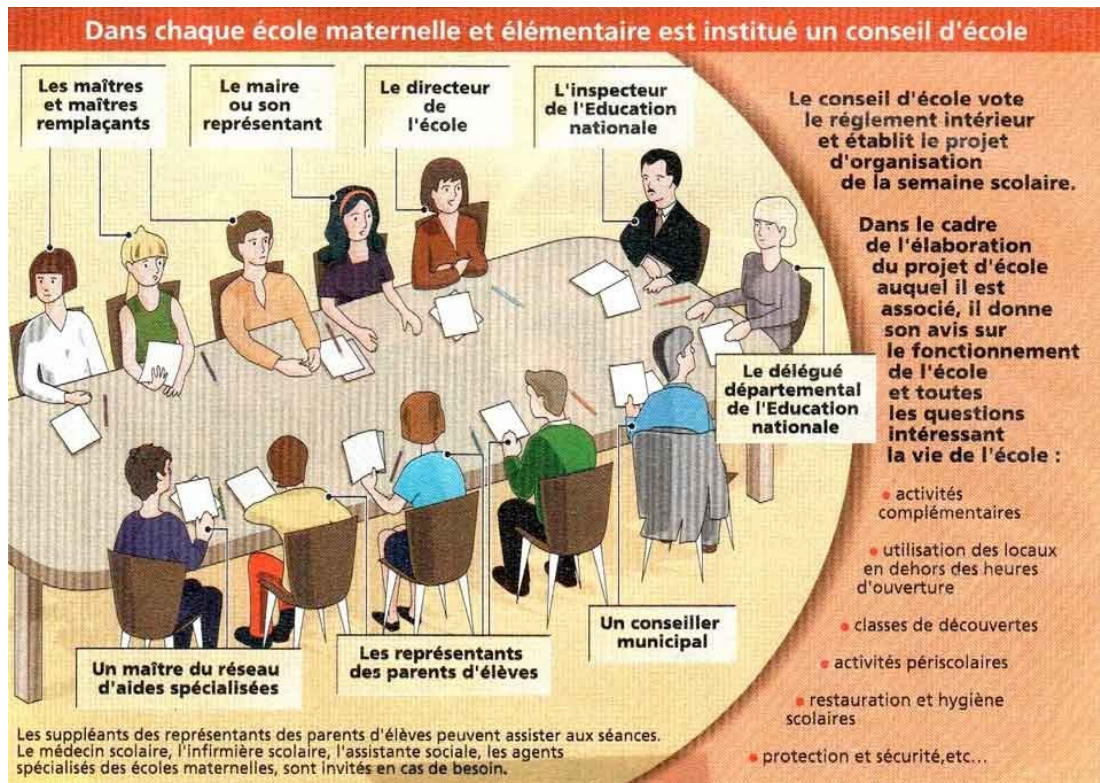 Dans chaque école maternelle et élémentaire est institué un conseil d'école
Les maîtres
et maîtres
remplaçants
Le maire
ou son
représentant
Le directeur
de
l'école
L'inspecteur
de l'Education
nationale
Le conseil d'école vote
le réglement intérieur
et établit le projet
d'organisation
de la semaine scolaire.
Dans le cadre
de l'élaboration
du projet d'école
auquel il est
associé, il donne
son avis sur
le fonctionnement
de l'école
et toutes
les questions
intéressant
la vie de l'école :
• activités
complémentaires
• utilisation des locaux
en dehors des heures
d'ouverture
• classes de découvertes
• activités périscolaires
• restauration et hygiène
scolaires
• protection et sécurité,etc...
Le délégué
départemental
de l'Education
nationale
Un conseiller
municipal
Les représentants
des parents d'élèves
Un maître du réseau
d'aides spécialisées
Les suppléants des représentants des parents d'élèves peuvent assister aux séances.
Le médecin scolaire, l'infirmière scolaire, l'assistante sociale, les agents
spécialisés des écoles maternelles, sont invités en cas de besoin.